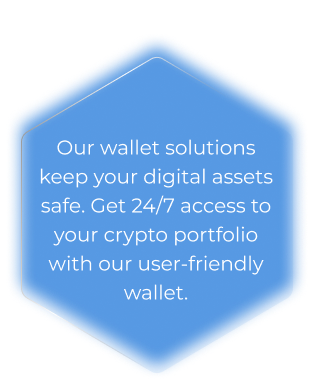 Our wallet solutions
keep your digital assets
safe. Get 24/7 access to
your crypto portfolio
with our user-friendly
wallet.